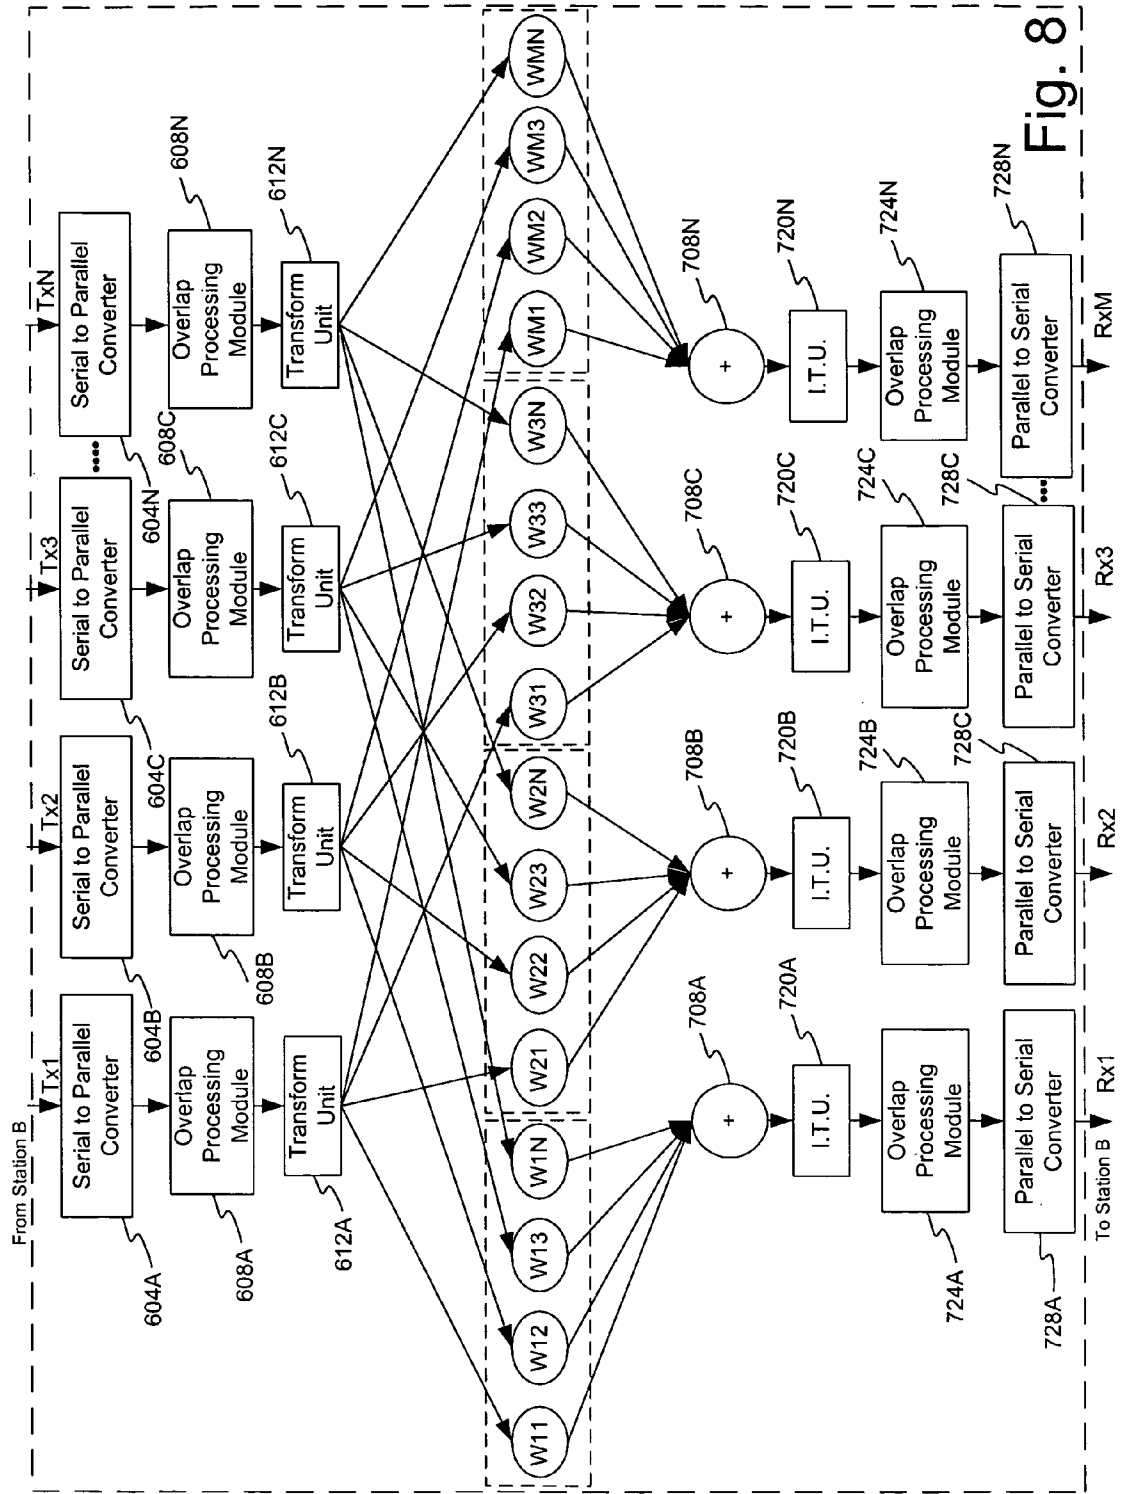 From Station B
Tx1
Tx2
Tx3
TxN
Serial to Parallel
Converter
Serial to Parallel
Converter
Serial to Parallel
Converter
Serial to Parallel
Converter
604A
604B
604C
604N
Overlap
Processing
Module
Overlap
Processing
Module
Overlap
Processing
Module
Overlap
Processing
Module
608A
608B
608C
608N
Transform
Unit
Transform
Unit
Transform
Unit
Transform
Unit
612A
612B
612C
612N
W11
W12
W13
W1N
W21
W22
W23
W2N
W31
W32
W33
W3N
WM1
WM2
WM3
WMN
+
+
+
+
708A
708B
708C
708N
I.T.U.
I.T.U.
I.T.U.
I.T.U.
720A
720B
720C
720N
Overlap
Processing
Module
Overlap
Processing
Module
Overlap
Processing
Module
Overlap
Processing
Module
724A
724B
724C
724N
Parallel to Serial
Converter
Parallel to Serial
Converter
Parallel to Serial
Converter
Parallel to Serial
Converter
728A
728C
728C
728N
To Station B
Rx1
Rx2
Rx3
RxM
Fig. 8